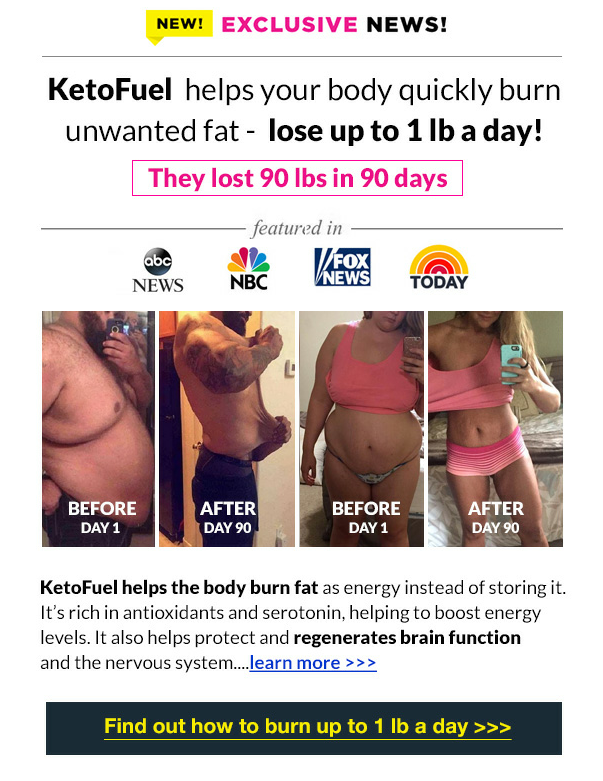 NEW! EXCLUSIVE NEWS!
KetoFuel helps your body quickly burn
unwanted fat - lose up to 1 lb a day!
They lost 90 lbs in 90 days
featured in
abc
NEWS
NBC
FOX
NEWS
TODAY
BEFORE
DAY 1
AFTER
DAY 90
BEFORE
DAY 1
AFTER
DAY 90
KetoFuel helps the body burn fat as energy instead of storing it.
It’s rich in antioxidants and serotonin, helping to boost energy
levels. It also helps protect and regenerates brain function
and the nervous system....learn more >>>
Find out how to burn up to 1 lb a day >>>